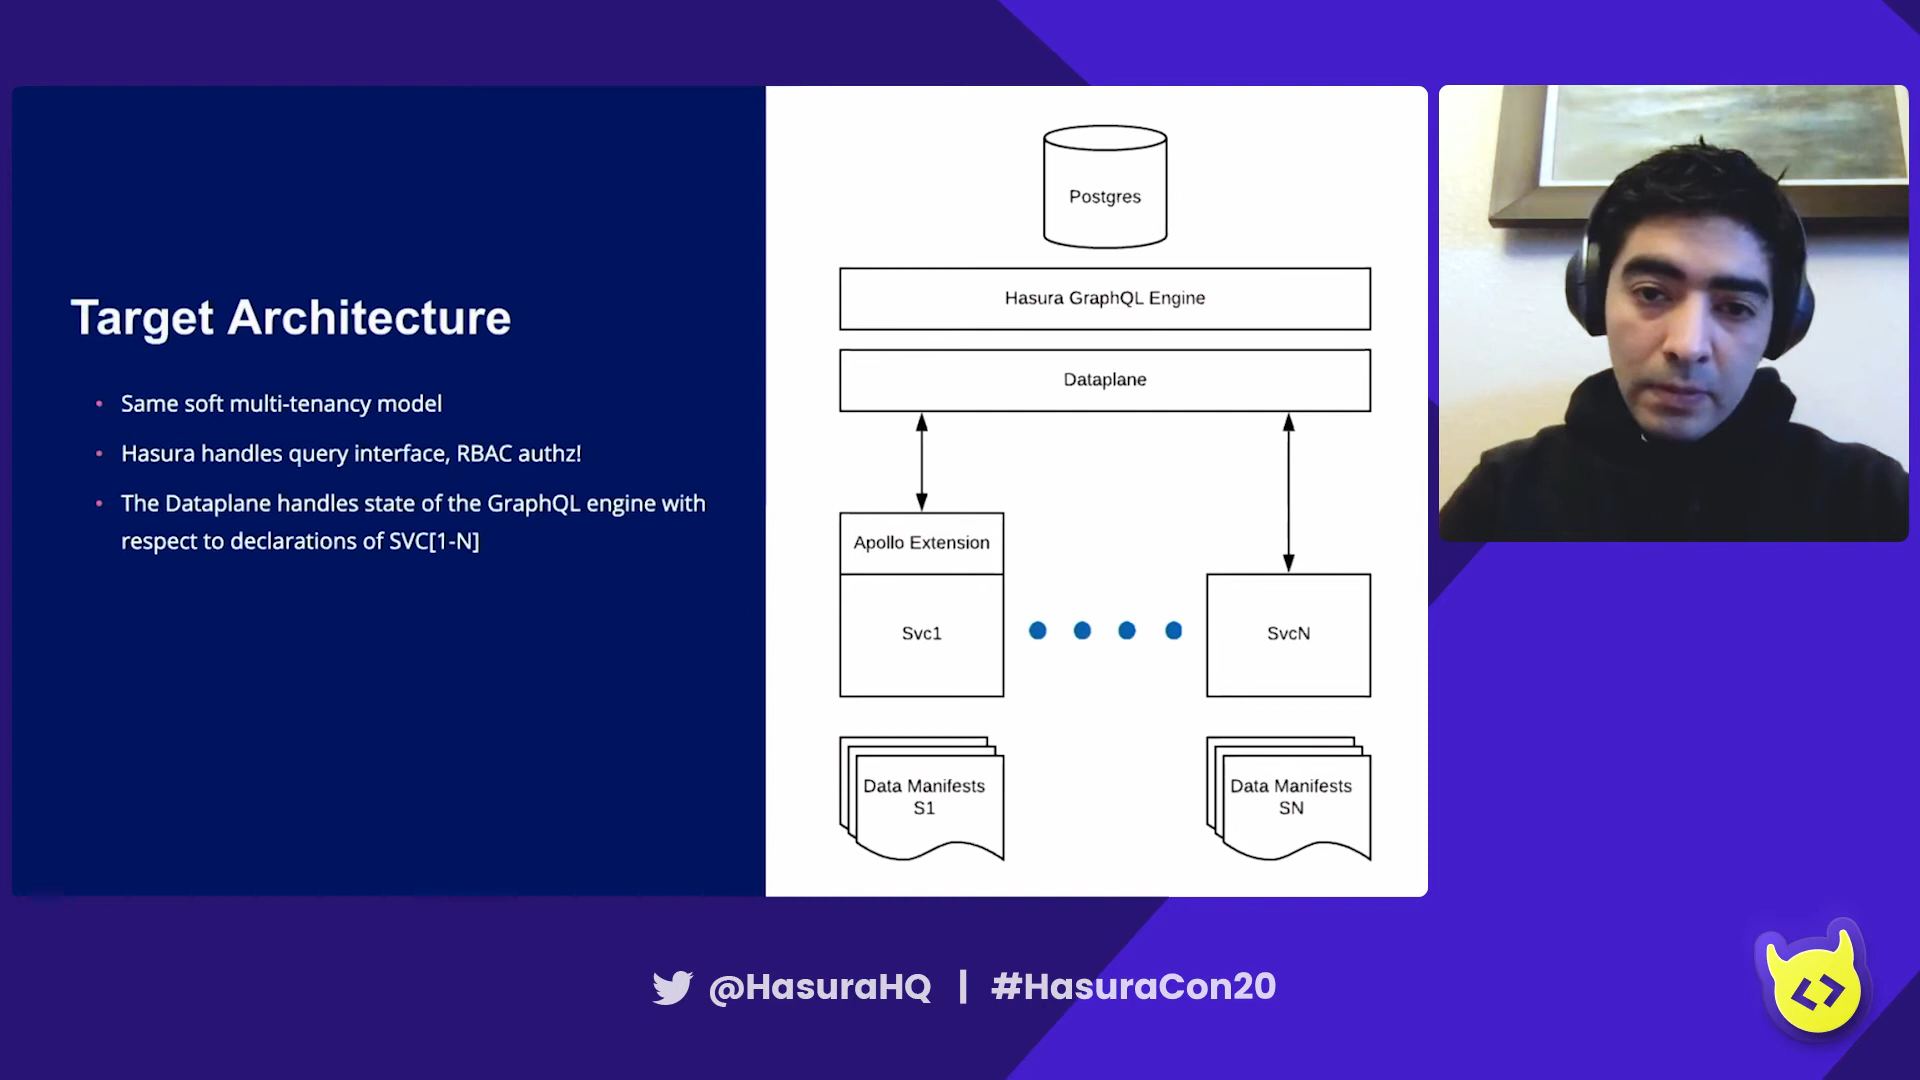 Target Architecture
Same soft multi-tenancy model
Hasura handles query interface, RBAC authz!
The Dataplane handles state of the GraphQL engine with
respect to declarations of SVC[1-N]
Postgres
Hasura GraphQL Engine
Dataplane
Apollo Extension
Svc1
SvcN
Data Manifests
S1
Data Manifests
SN
@HasuraHQ | #HasuraCon20